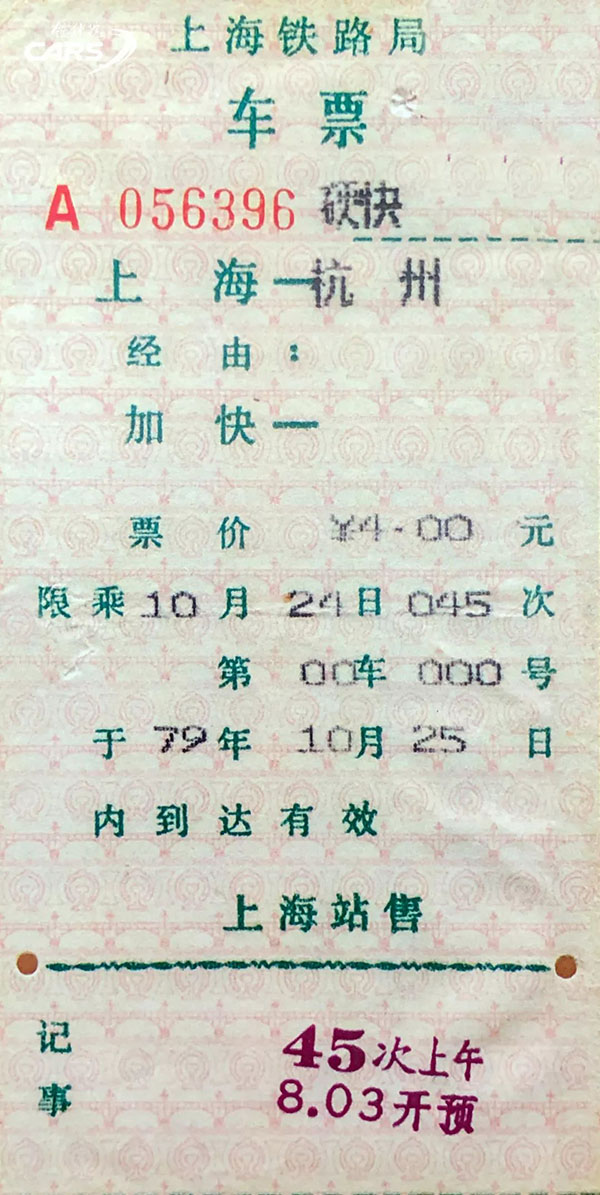 CARS
上海铁路局
车票
A 056396 硬快
上海—杭州
经由：
加快—
票价 ¥4-00 元
限乘 10 月 24 日 045 次
第 00 车 000 号
于 79 年 10 月 25 日
内到达有效
上海站售
记事
45次上午
8.03开预